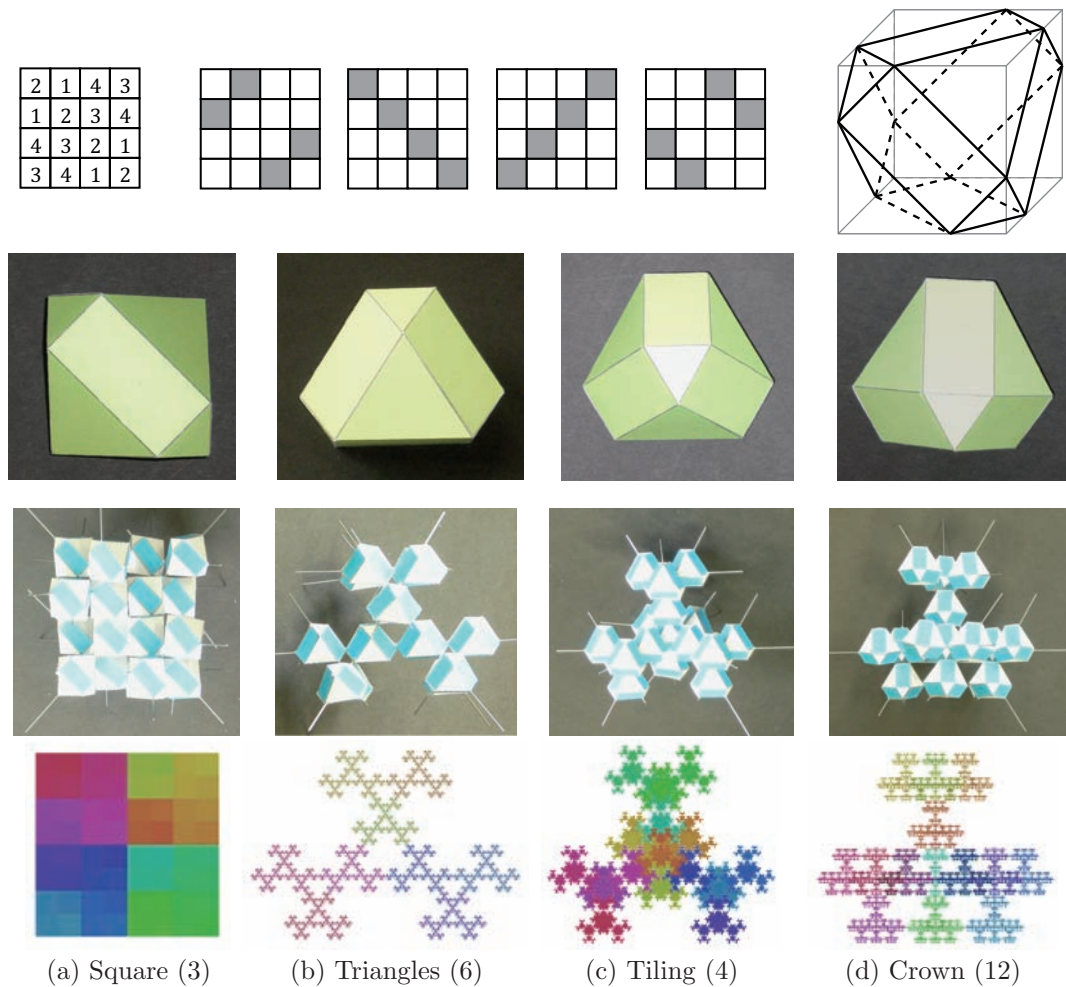 2 1 4 3
1 2 3 4
4 3 2 1
3 4 1 2
(a) Square (3) (b) Triangles (6) (c) Tiling (4) (d) Crown (12)